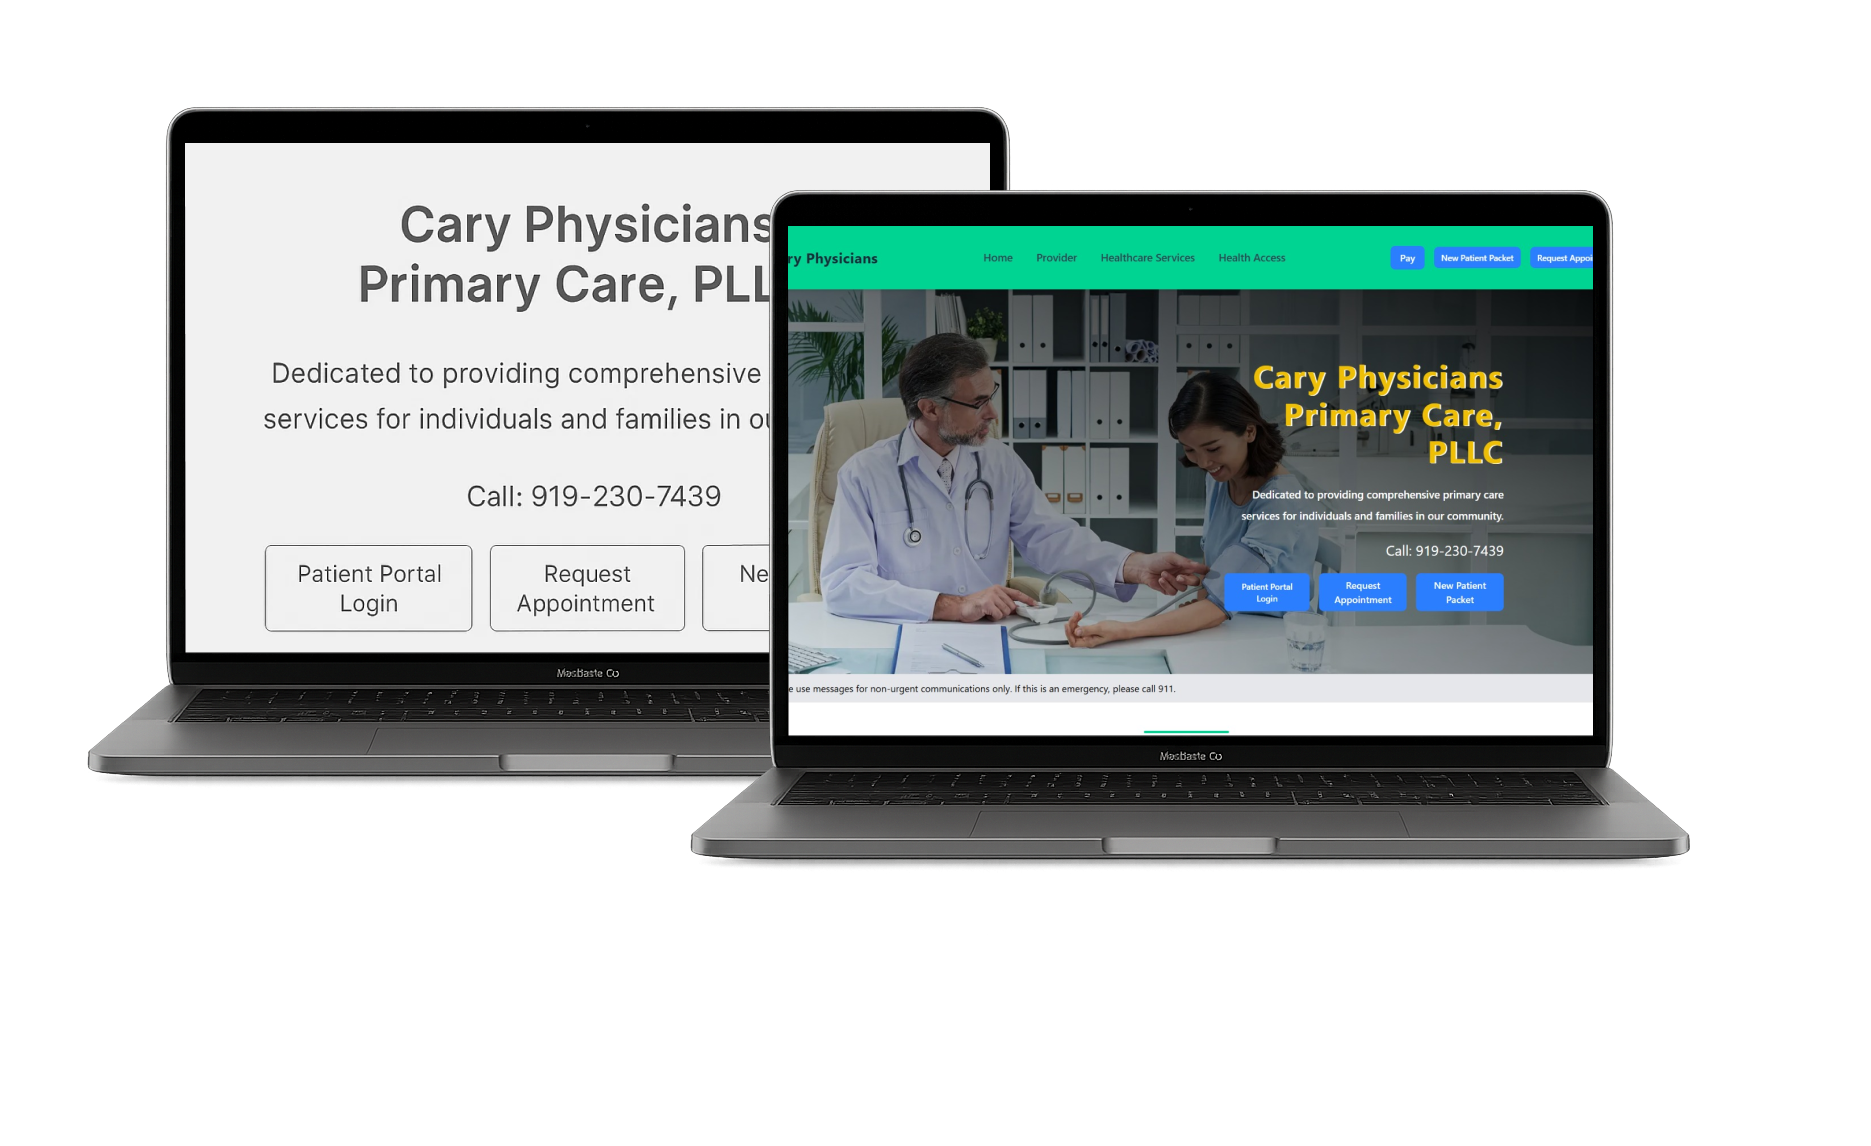 Cary Physicians
Primary Care, PLL
Dedicated to providing comprehensive
services for individuals and families in ou
Call: 919-230-7439
Patient Portal
Login
Request
Appointment
Ne
ry Physicians
Home
Provider
Healthcare Services
Health Access
Pay
New Patient Packet
Request Appoi
Cary Physicians
Primary Care,
PLLC
Dedicated to providing comprehensive primary care
services for individuals and families in our community.
Call: 919-230-7439
Patient Portal
Login
Request
Appointment
New Patient
Packet
e use messages for non-urgent communications only. If this is an emergency, please call 911.